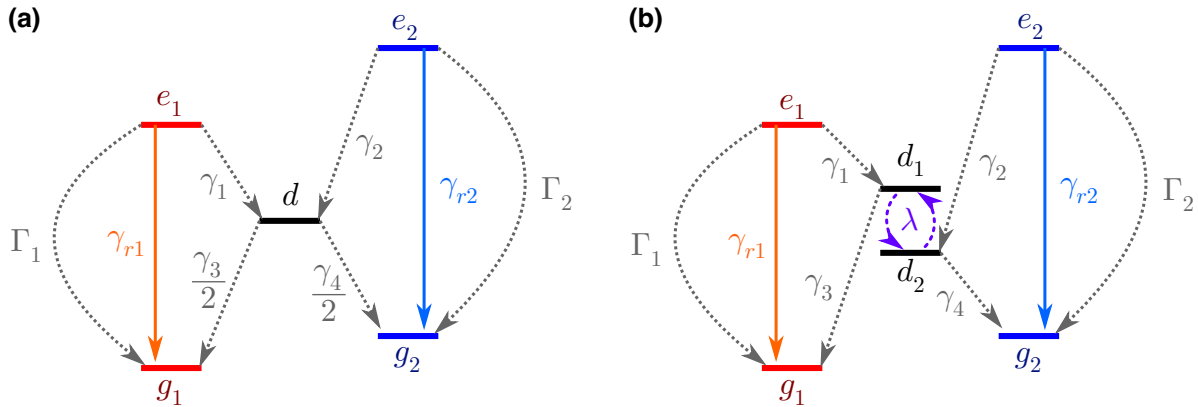 (a)
e₂
e₁
γ₂
γ₁
d
Γ₁
γᵣ₁
γᵣ₂
Γ₂
γ₃/2
γ₄/2
g₂
g₁
(b)
e₂
e₁
γ₁
d₁
γ₂
λ
Γ₁
γᵣ₁
γᵣ₂
Γ₂
γ₃
d₂
γ₄
g₂
g₁